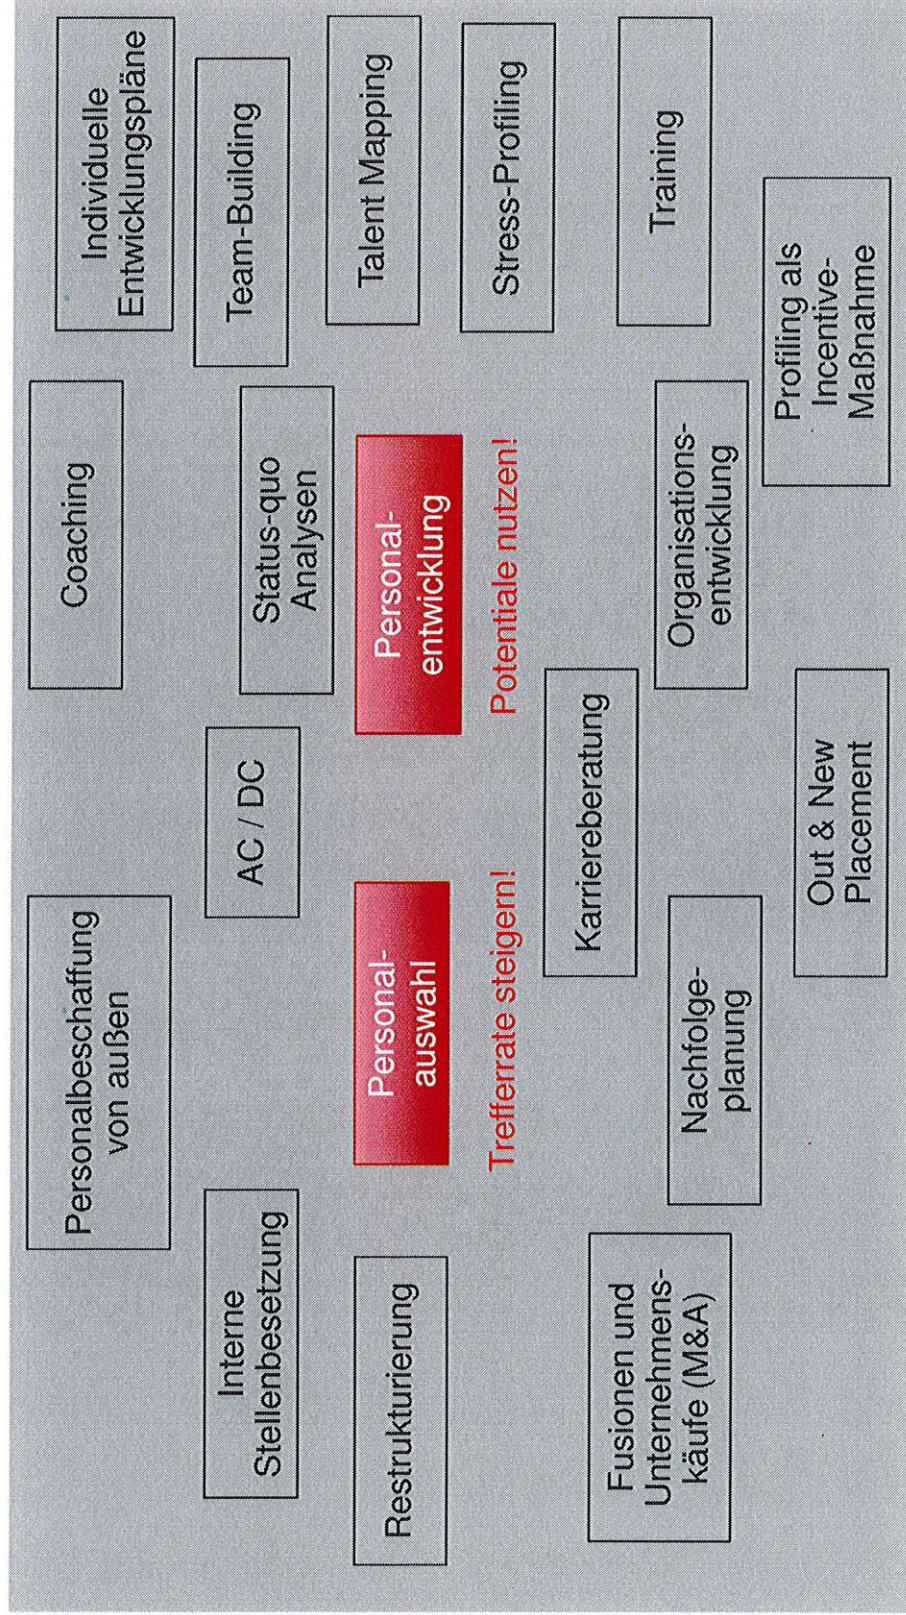 Personalbeschaffung
von außen
Coaching
Individuelle
Entwicklungspläne
Interne
Stellenbesetzung
AC / DC
Status-quo
Analysen
Team-Building
Restrukturierung
Personal-
auswahl
Personal-
entwicklung
Talent Mapping
Trefferrate steigern!
Potentiale nutzen!
Stress-Profiling
Fusionen und
Unternehmens-
käufe (M&A)
Karriereberatung
Training
Nachfolge-
planung
Organisations-
entwicklung
Out & New
Placement
Profiling als
Incentive-
Maßnahme